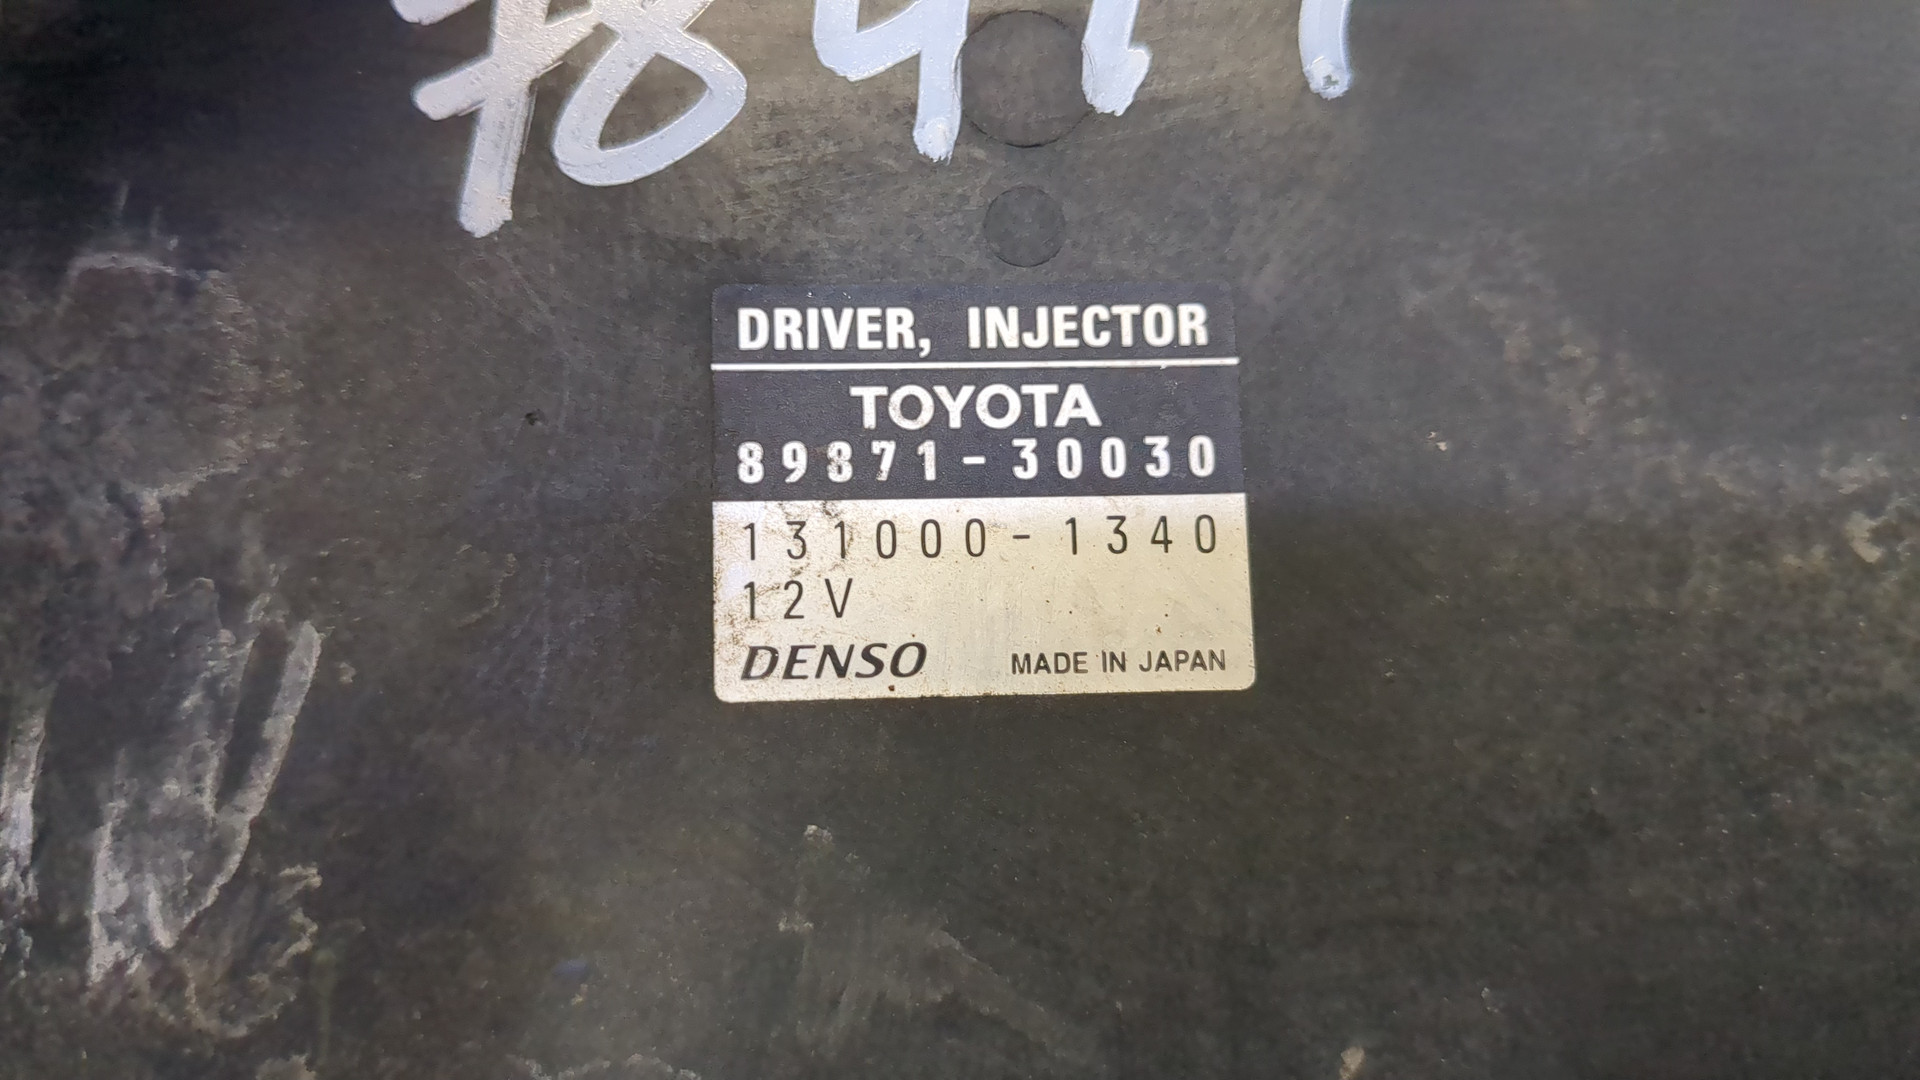 DRIVER, INJECTOR
TOYOTA
89871-30030
131000-1340
12V
DENSO MADE IN JAPAN